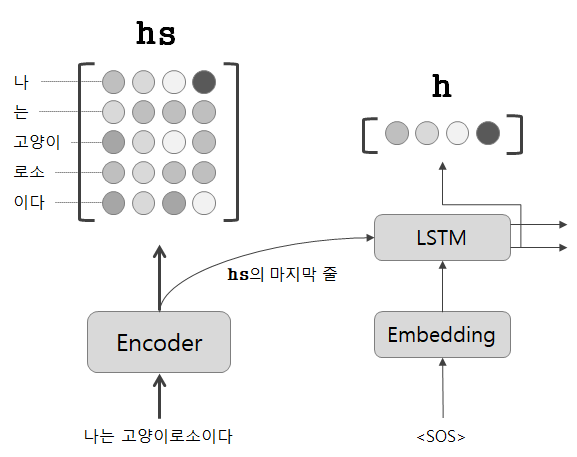 hs
나
는
고양이
로소
이다
h
LSTM
hs의 마지막 줄
Encoder
Embedding
나는 고양이로소이다
<SOS>